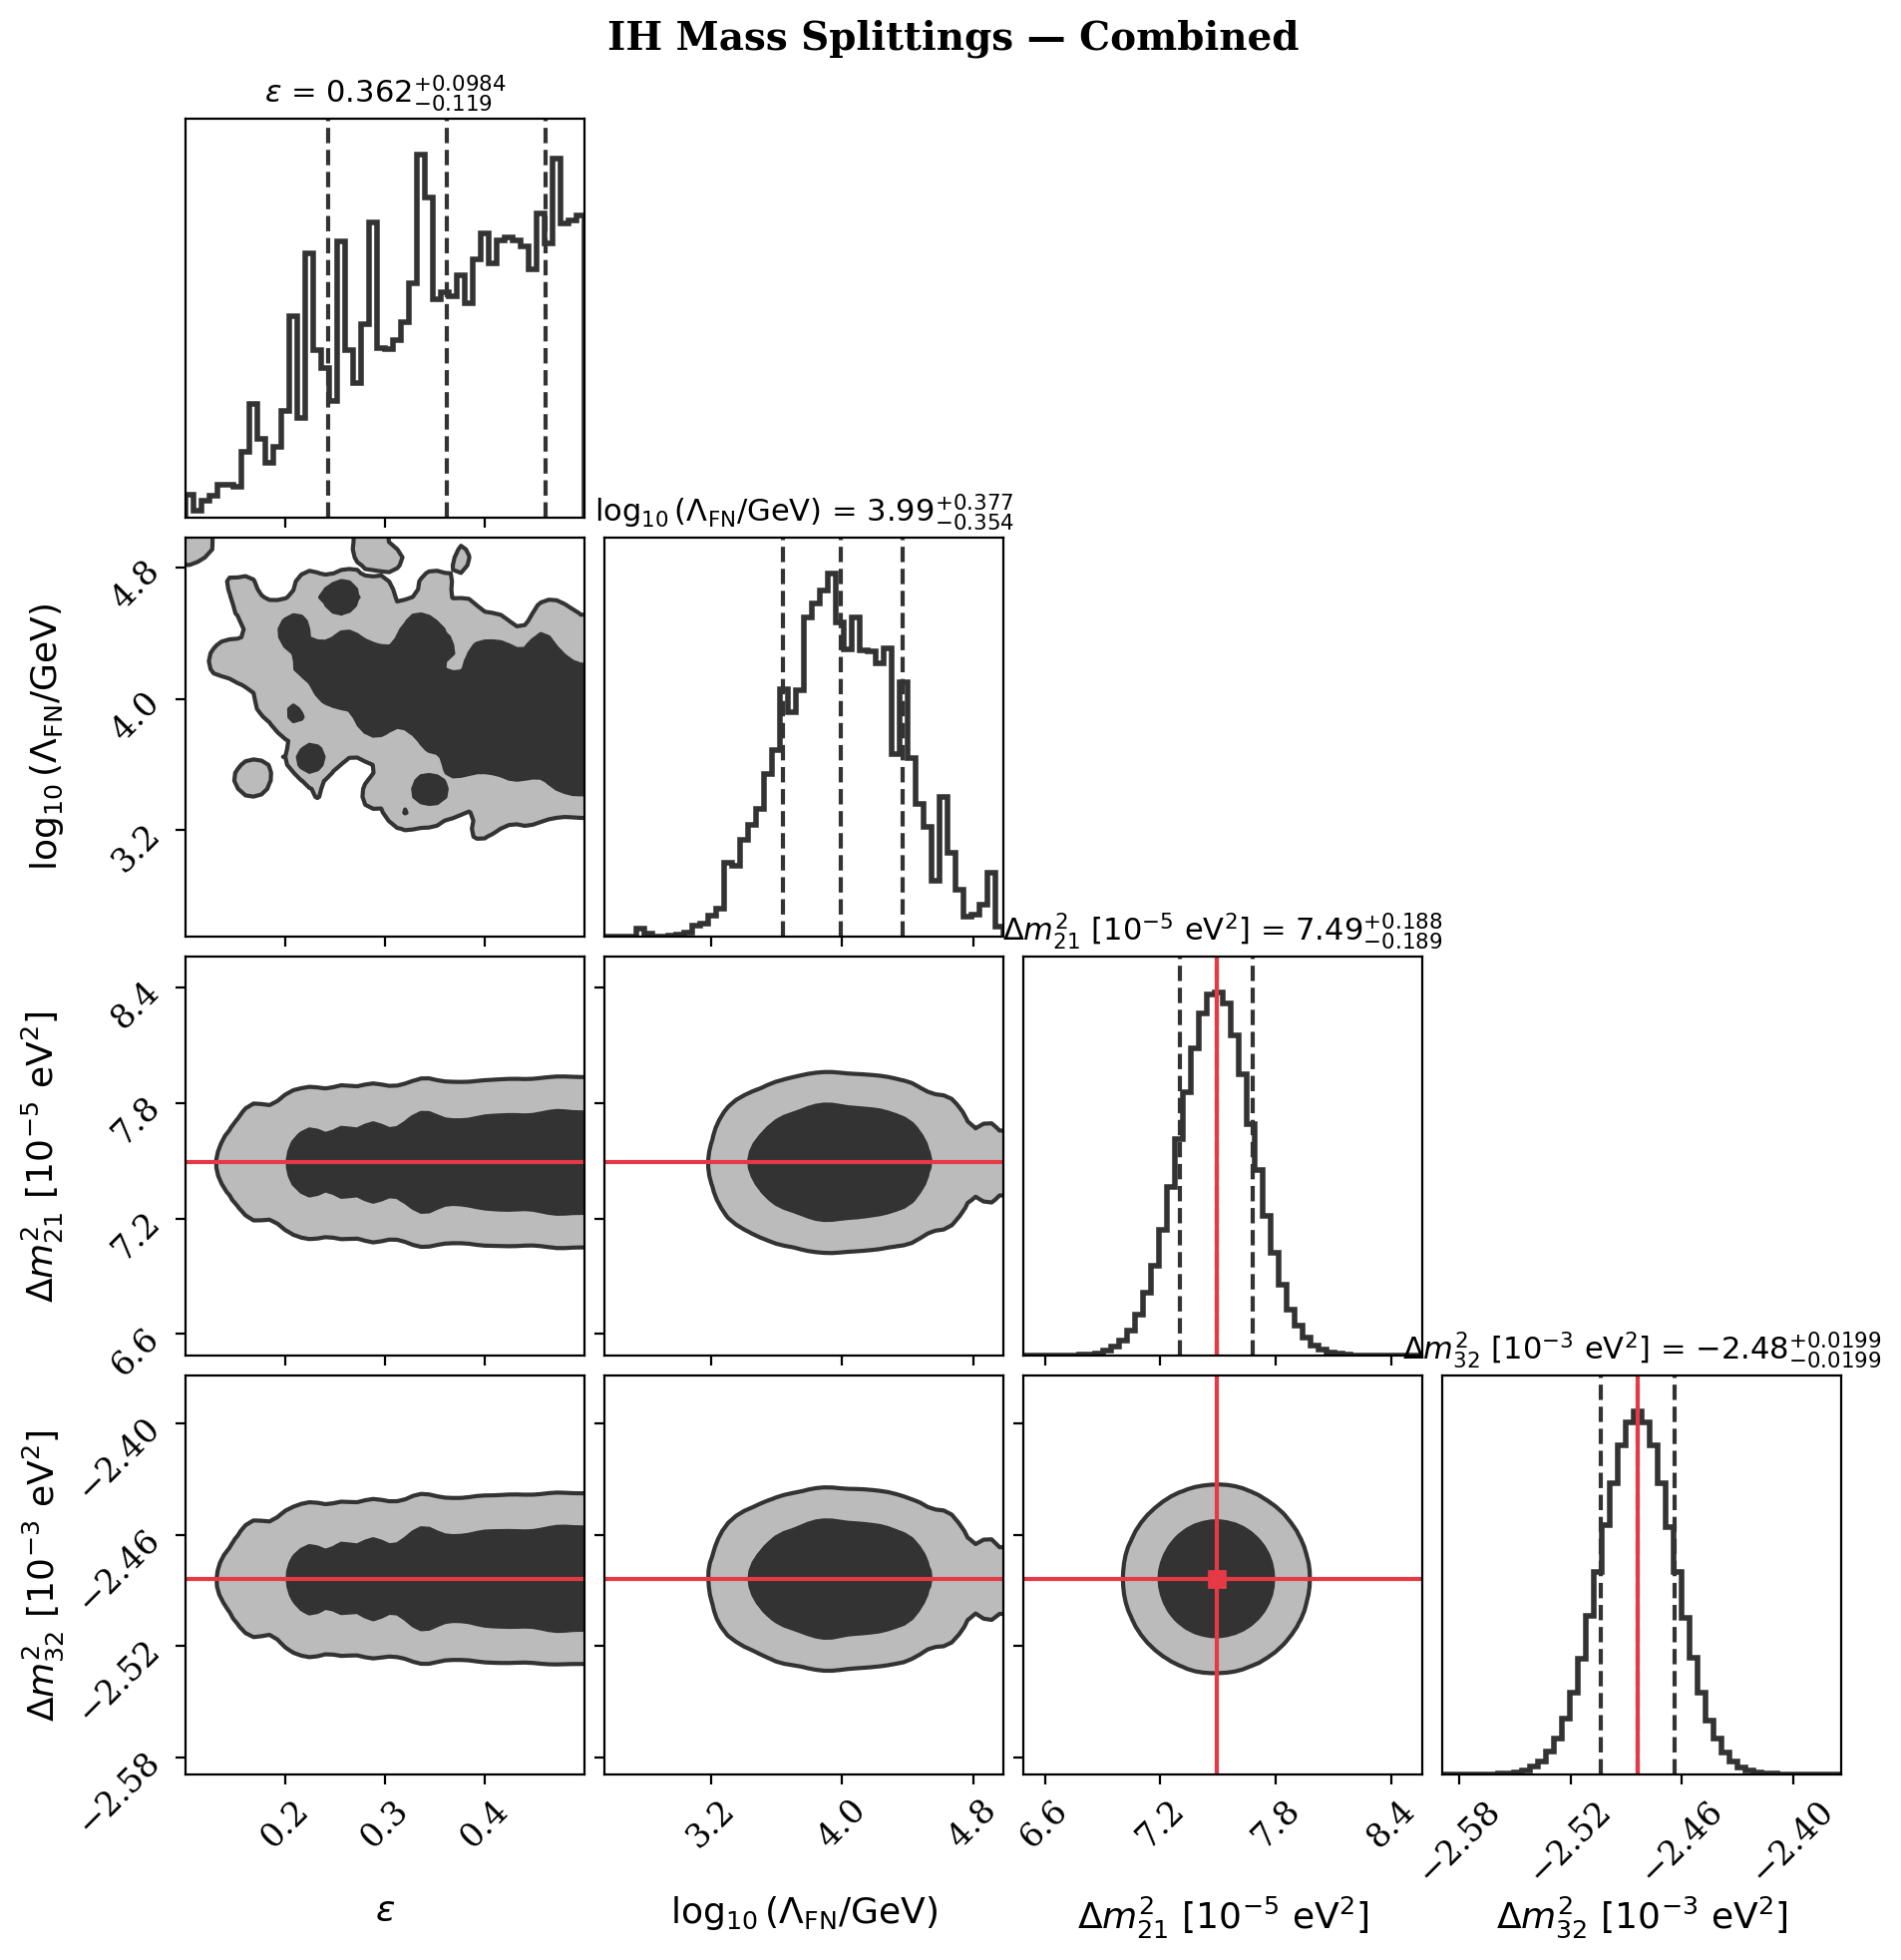 IH Mass Splittings — Combined
ε = 0.362^{+0.0984}_{−0.119}
log₁₀(Λ_FN/GeV) = 3.99^{+0.377}_{−0.354}
4.8
4.0
3.2
log₁₀(Λ_FN/GeV)
Δm²₂₁ [10⁻⁵ eV²] = 7.49^{+0.188}_{−0.189}
8.4
7.8
7.2
6.6
Δm²₂₁ [10⁻⁵ eV²]
Δm²₃₂ [10⁻³ eV²] = −2.48^{+0.0199}_{−0.0199}
−2.40
−2.46
−2.52
−2.58
Δm²₃₂ [10⁻³ eV²]
0.2 0.3 0.4
3.2 4.0 4.8
6.6 7.2 7.8 8.4
−2.58 −2.52 −2.46 −2.40
ε
log₁₀(Λ_FN/GeV)
Δm²₂₁ [10⁻⁵ eV²]
Δm²₃₂ [10⁻³ eV²]